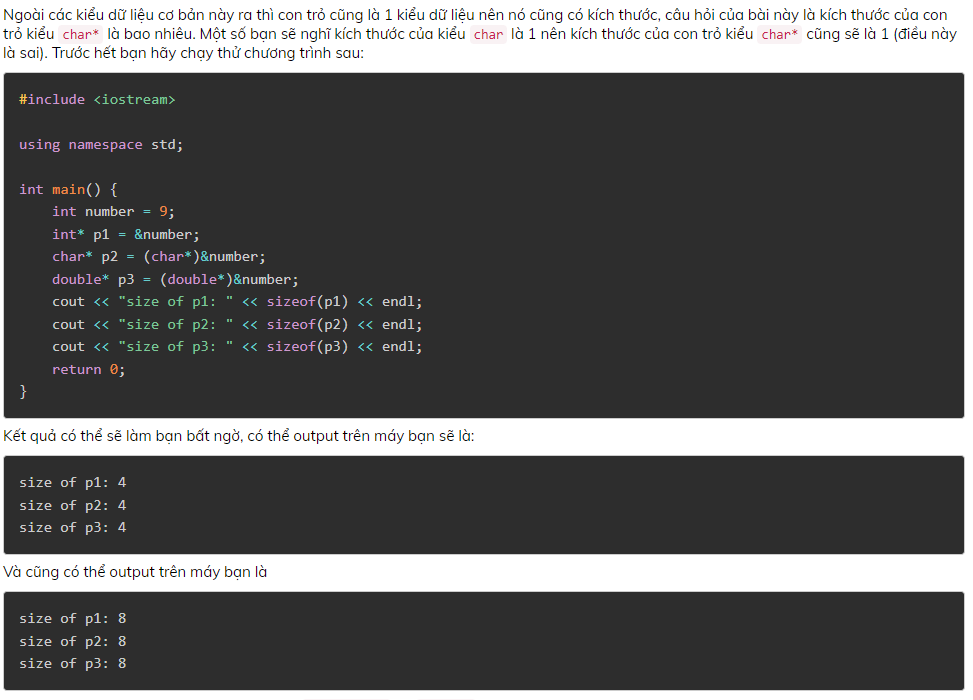 Ngoài các kiểu dữ liệu cơ bản này ra thì con trỏ cũng là 1 kiểu dữ liệu nên nó cũng có kích thước, câu hỏi của bài này là kích thước của con
trỏ kiểu char* là bao nhiêu. Một số bạn sẽ nghĩ kích thước của kiểu char là 1 nên kích thước của con trỏ kiểu char* cũng sẽ là 1 (điều này
là sai). Trước hết bạn hãy chạy thử chương trình sau:
#include <iostream>
using namespace std;
int main() {
    int number = 9;
    int* p1 = &number;
    char* p2 = (char*)&number;
    double* p3 = (double*)&number;
    cout << "size of p1: " << sizeof(p1) << endl;
    cout << "size of p2: " << sizeof(p2) << endl;
    cout << "size of p3: " << sizeof(p3) << endl;
    return 0;
}
Kết quả có thể sẽ làm bạn bất ngờ, có thể output trên máy bạn sẽ là:
size of p1: 4
size of p2: 4
size of p3: 4
Và cũng có thể output trên máy bạn là
size of p1: 8
size of p2: 8
size of p3: 8